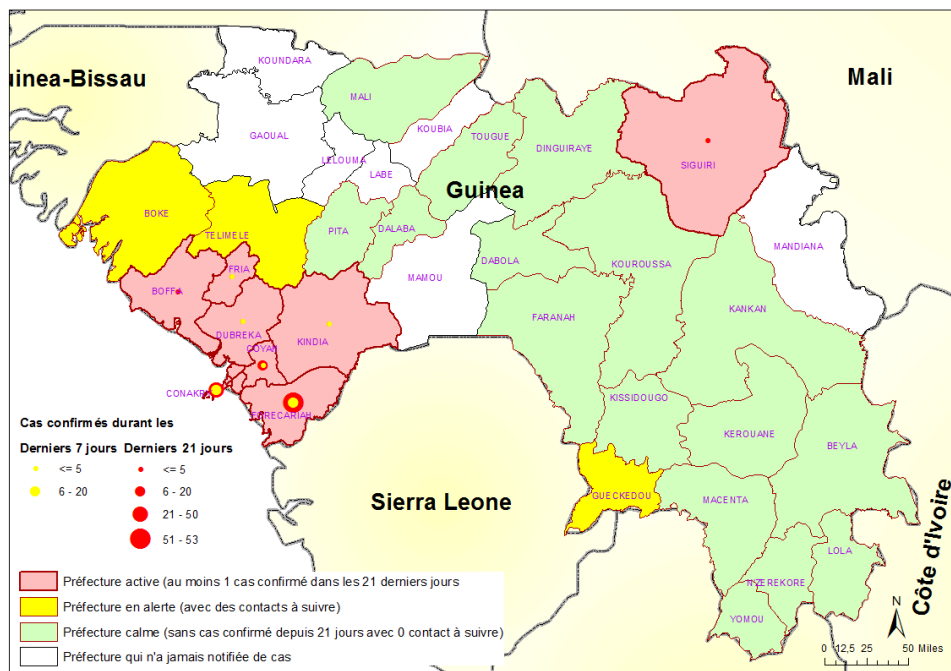 KOUNDARA
uinea-Bissau
Mali
MALI
GAOUAL
KOUBIA
TOUGUE
DINGUIRAYE
LELOUMA
LABE
SIGUIRI
Guinea
BOKE
TELIMELE
PITA
DALABA
MANDIANA
DABOLA
KOUROUSSA
FRIA
MAMOU
BOFFA
KANKAN
FARANAH
DUBREKA
KINDIA
COYAH
CONAKRY
KISSIDOUGO
FORECARIAH
KEROUANE
BEYLA
Cas confirmés durant les
Derniers 7 jours Derniers 21 jours
<= 5 <= 5
6 - 20 6 - 20
21 - 50
51 - 53
Sierra Leone
GUECKEDOU
MACENTA
LOLA
N'ZEREKORE
YOMOU
Côte d'Ivoire
N
0 12,5 25 50 Miles
Préfecture active (au moins 1 cas confirmé dans les 21 derniers jours
Préfecture en alerte (avec des contacts à suivre)
Préfecture calme (sans cas confirmé depuis 21 jours avec 0 contact à suivre)
Préfecture qui n'a jamais notifiée de cas